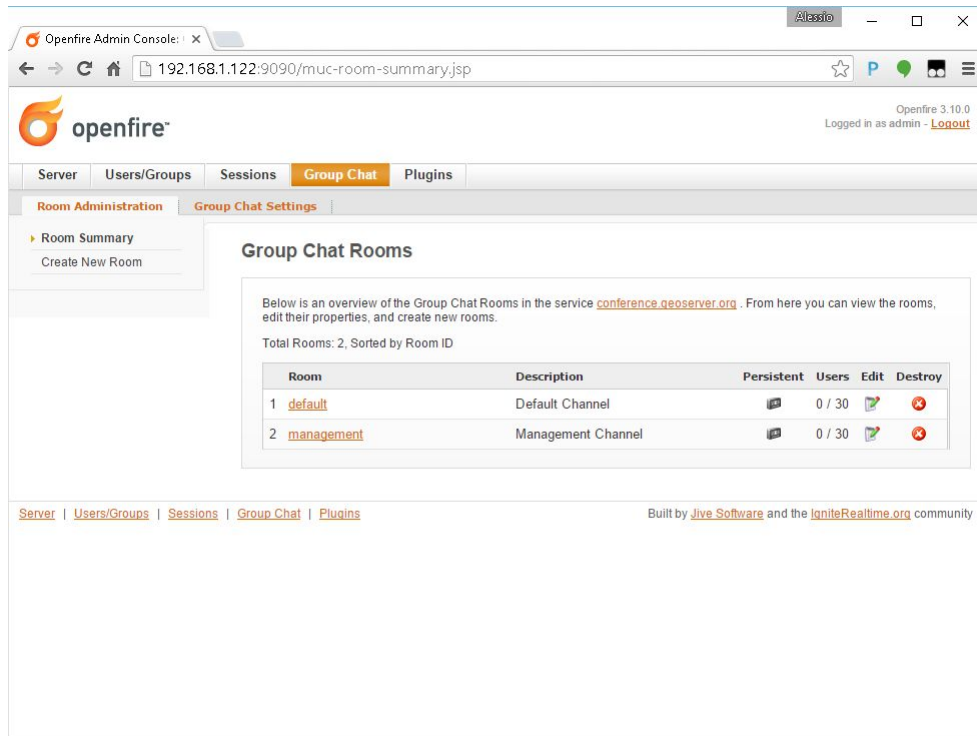 Alessio
Openfire Admin Console:
192.168.1.122:9090/muc-room-summary.jsp
openfire™
Openfire 3.10.0
Logged in as admin - Logout
Server Users/Groups Sessions Group Chat Plugins
Room Administration Group Chat Settings
Room Summary
Create New Room
Group Chat Rooms
Below is an overview of the Group Chat Rooms in the service conference.geoserver.org . From here you can view the rooms,
edit their properties, and create new rooms.
Total Rooms: 2, Sorted by Room ID
Room Description Persistent Users Edit Destroy
1 default Default Channel 0 / 30
2 management Management Channel 0 / 30
Server | Users/Groups | Sessions | Group Chat | Plugins
Built by Jive Software and the IgniteRealtime.org community